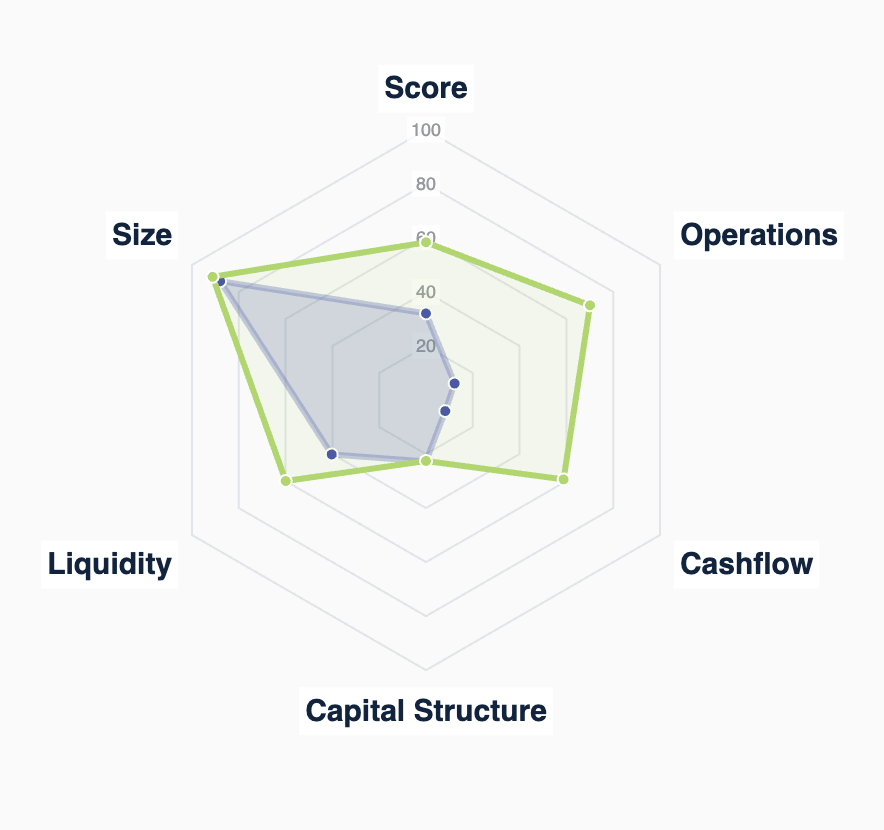 Score
100
80
60
40
20
Size
Operations
Liquidity
Cashflow
Capital Structure